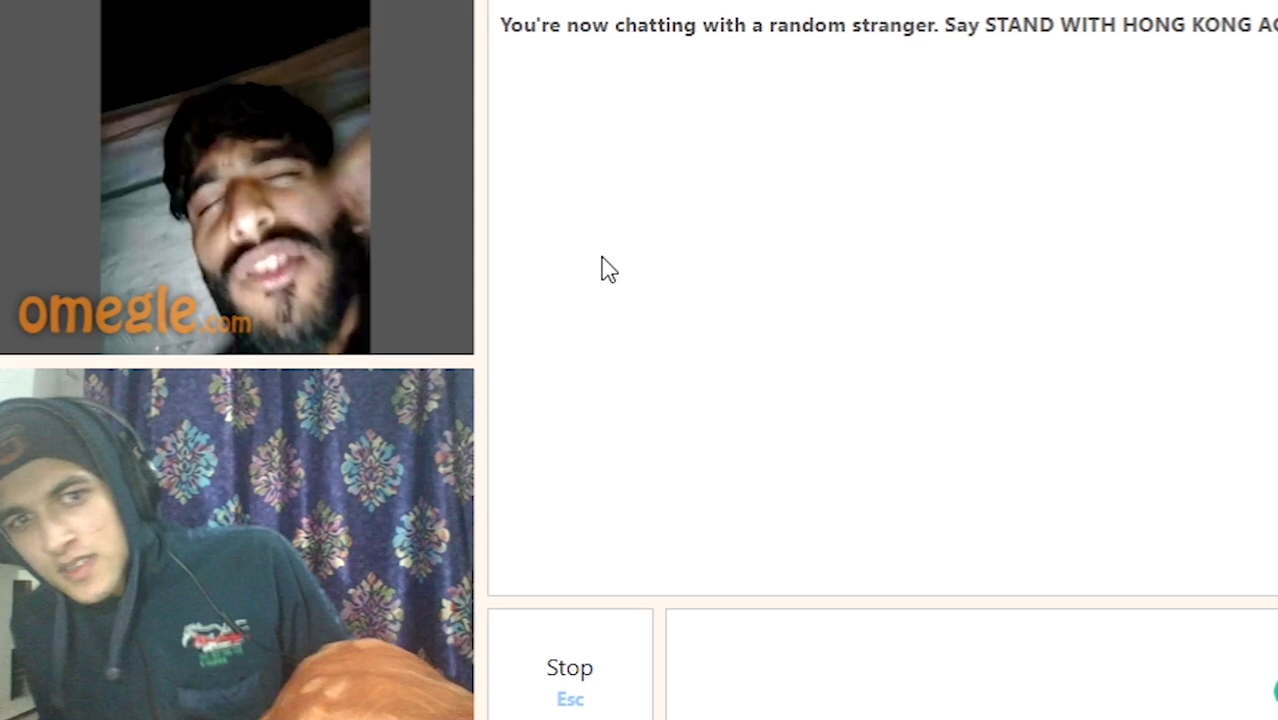 You're now chatting with a random stranger. Say STAND WITH HONG KONG
omegle.com
Stop
Esc